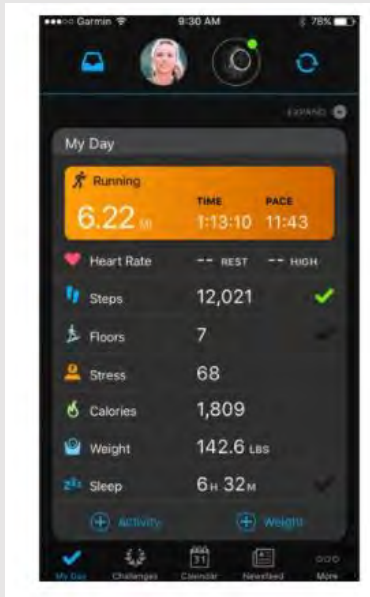 Garmin 9:30 AM 78%
EXPAND
My Day
Running
TIME PACE
6.22 MI 1:13:10 11:43
Heart Rate -- REST -- HIGH
Steps 12,021
Floors 7
Stress 68
Calories 1,809
Weight 142.6 LBS
Sleep 6H 32M
Activity Weight
31
My Day Challenges Calendar Newsfeed More